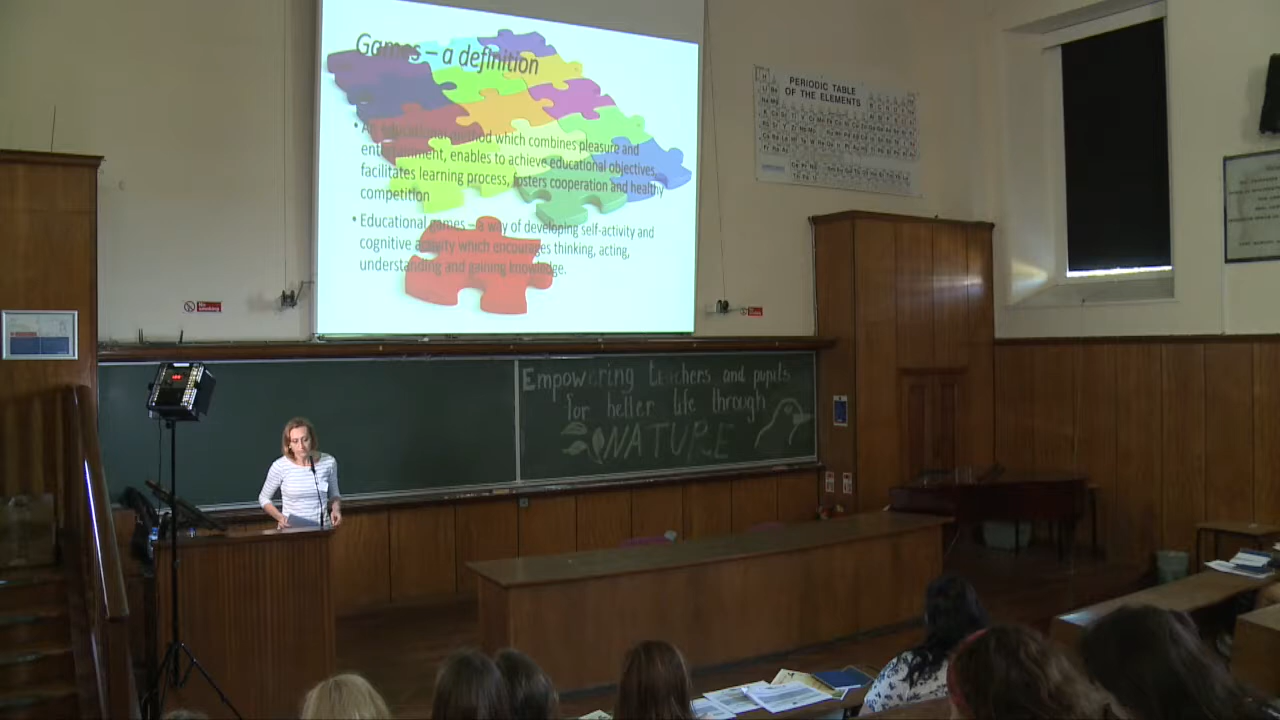 Games – a definition
• An educational method which combines pleasure and
entertainment, enables to achieve educational objectives,
facilitates learning process, fosters cooperation and healthy
competition
• Educational games – a way of developing self-activity and
cognitive activity which encourages thinking, acting,
understanding and gaining knowledge.
PERIODIC TABLE
OF THE ELEMENTS
Empowering teachers and pupils
for better life through
NATURE